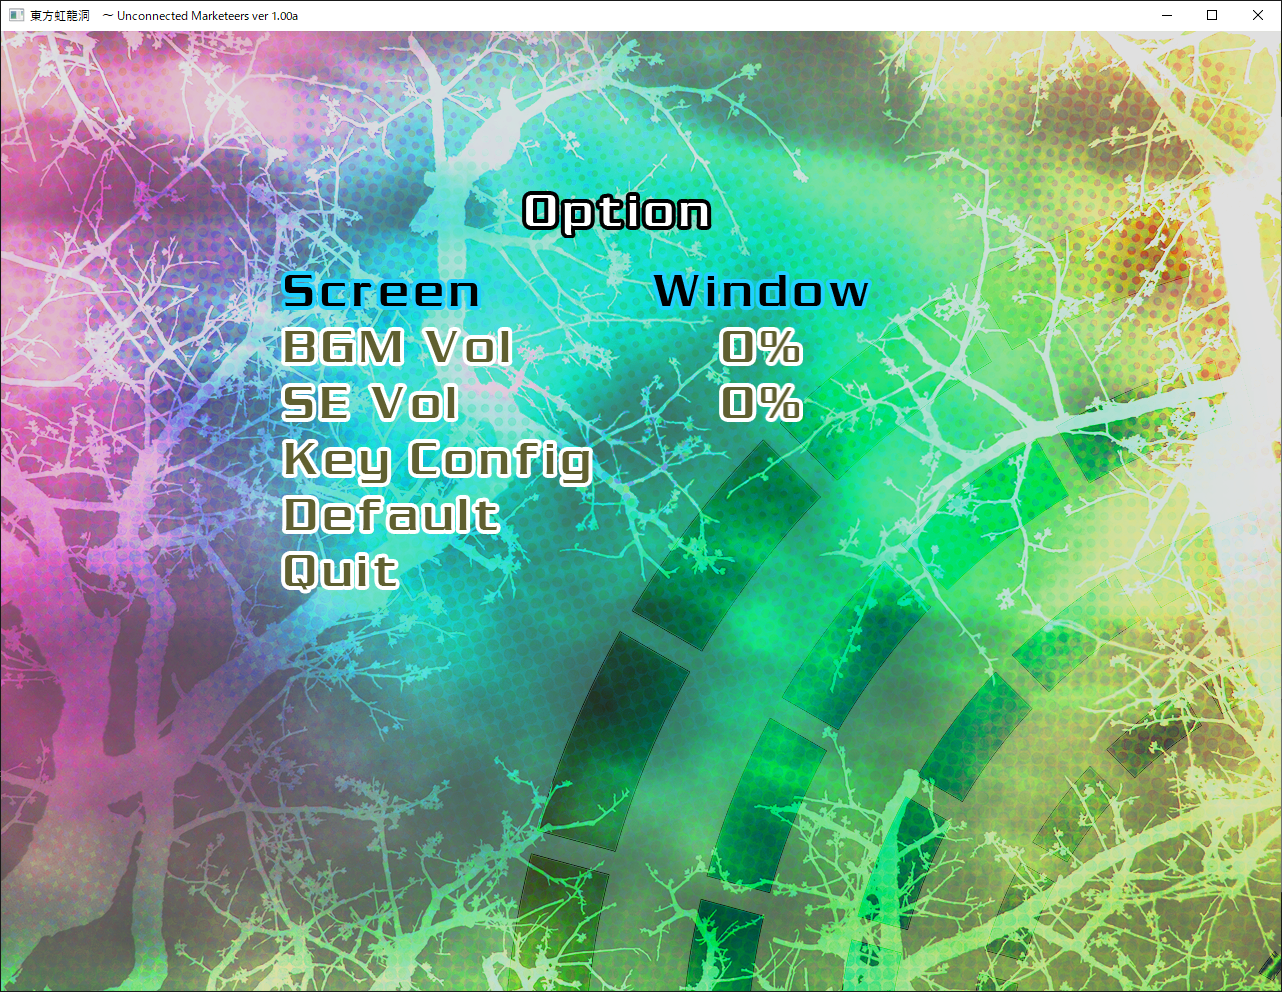 東方虹龍洞　～ Unconnected Marketeers ver 1.00a
Option
Screen Window
BGM Vol 0%
SE Vol 0%
Key Config
Default
Quit